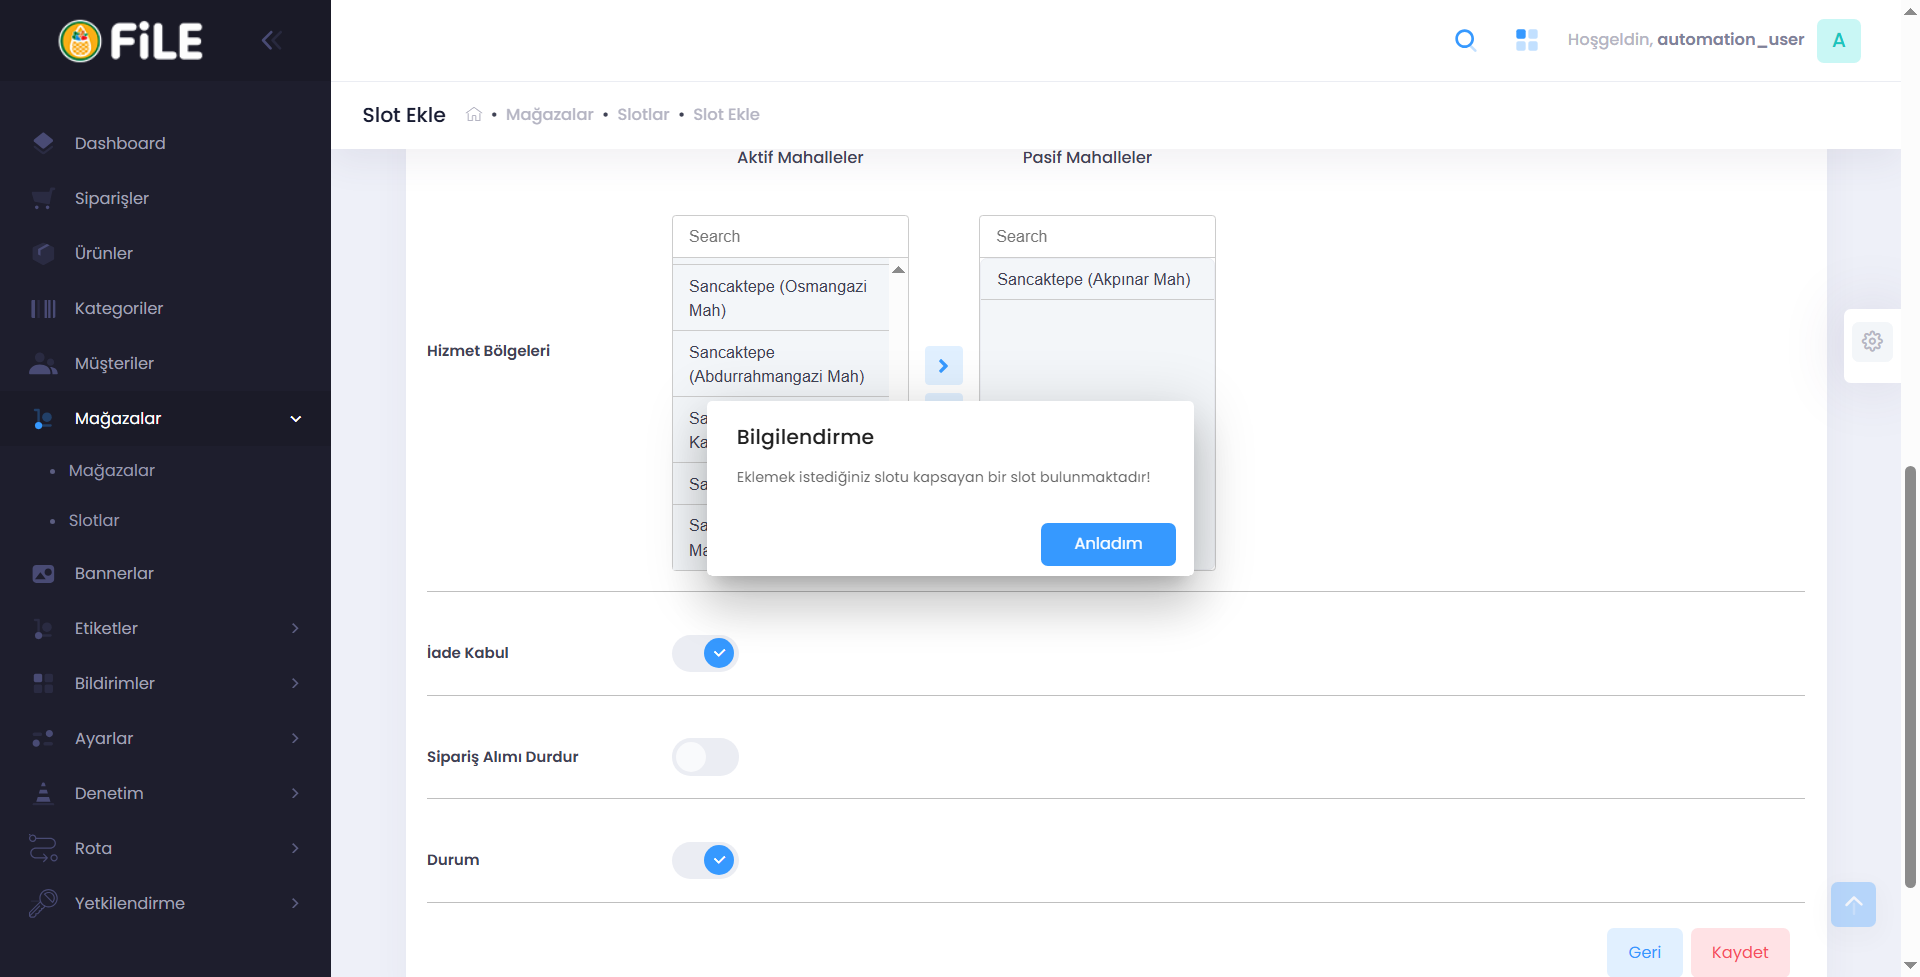 FiLE
Hoşgeldin, automation_user
A
Slot Ekle
• Mağazalar • Slotlar • Slot Ekle
Dashboard
Siparişler
Ürünler
Kategoriler
Müşteriler
Mağazalar
• Mağazalar
• Slotlar
Bannerlar
Etiketler
Bildirimler
Ayarlar
Denetim
Rota
Yetkilendirme
Aktif Mahalleler
Pasif Mahalleler
Hizmet Bölgeleri
Search
Sancaktepe (Osmangazi
Mah)
Sancaktepe
(Abdurrahmangazi Mah)
Sa
Ka
Sa
Sa
Ma
Search
Sancaktepe (Akpınar Mah)
Bilgilendirme
Eklemek istediğiniz slotu kapsayan bir slot bulunmaktadır!
Anladım
İade Kabul
Sipariş Alımı Durdur
Durum
Geri
Kaydet